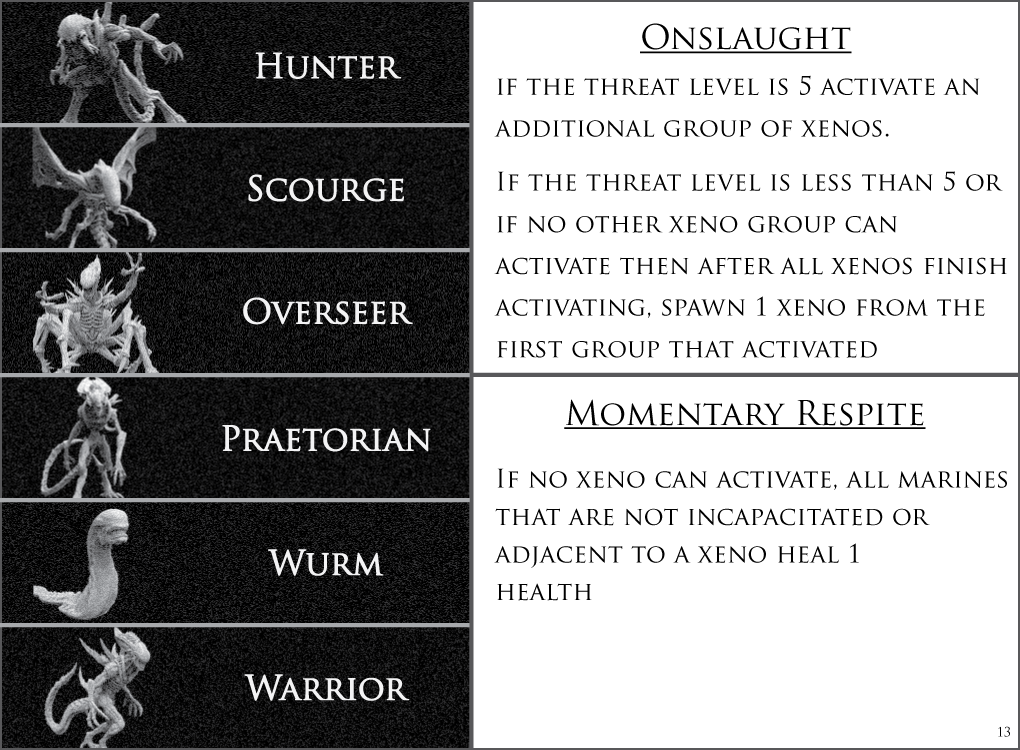 HUNTER
SCOURGE
OVERSEER
PRAETORIAN
WURM
WARRIOR
ONSLAUGHT
IF THE THREAT LEVEL IS 5 ACTIVATE AN
ADDITIONAL GROUP OF XENOS.
IF THE THREAT LEVEL IS LESS THAN 5 OR
IF NO OTHER XENO GROUP CAN
ACTIVATE THEN AFTER ALL XENOS FINISH
ACTIVATING, SPAWN 1 XENO FROM THE
FIRST GROUP THAT ACTIVATED
MOMENTARY RESPITE
IF NO XENO CAN ACTIVATE, ALL MARINES
THAT ARE NOT INCAPACITATED OR
ADJACENT TO A XENO HEAL 1
HEALTH
13